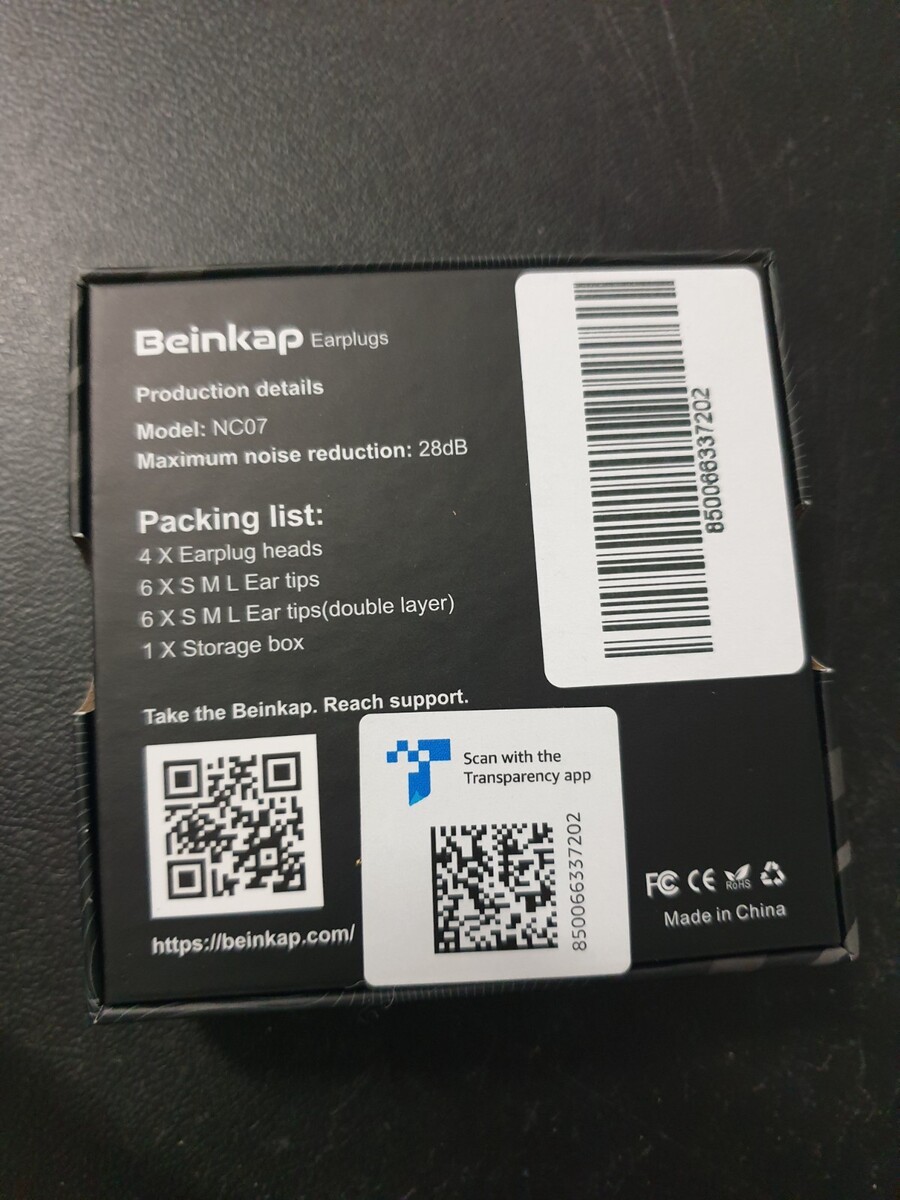 Beinkap Earplugs
Production details
Model: NC07
Maximum noise reduction: 28dB
Packing list:
4 X Earplug heads
6 X S M L Ear tips
6 X S M L Ear tips(double layer)
1 X Storage box
850066337202
Take the Beinkap. Reach support.
https://beinkap.com/
Scan with the
Transparency app
850066337202
FC CE RoHS
Made in China